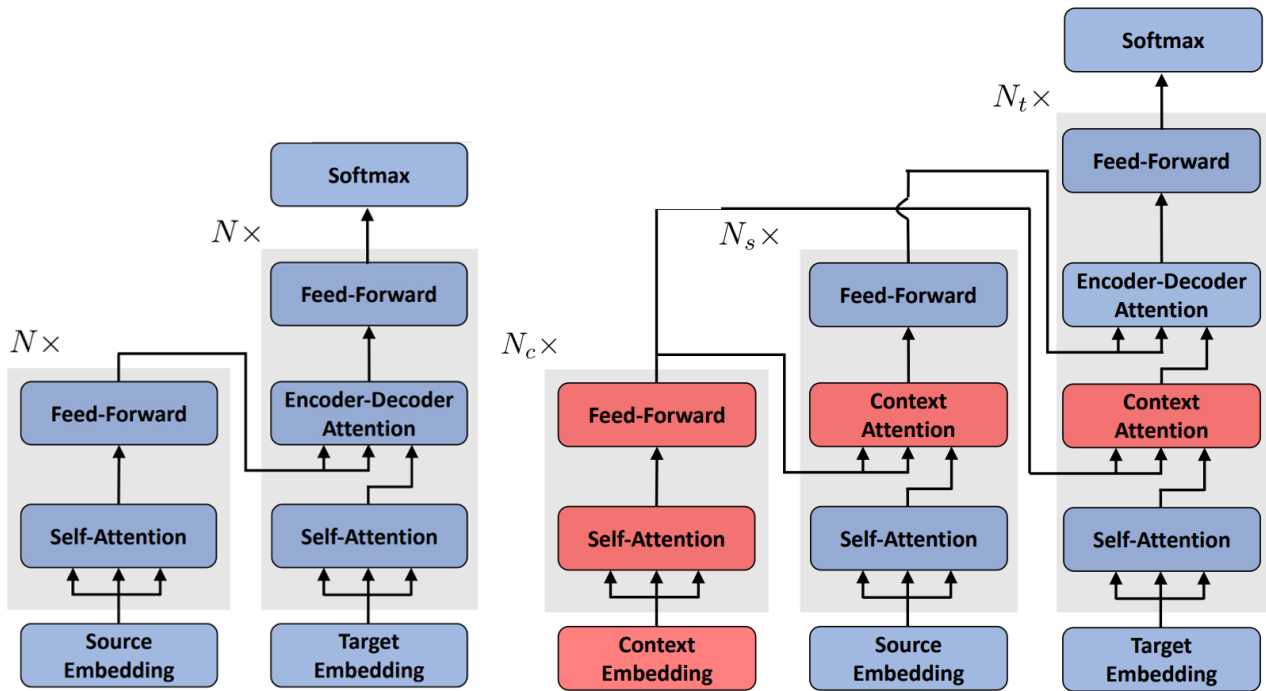 Softmax
N×
Feed-Forward
Encoder-Decoder
Attention
Self-Attention
Target
Embedding
N×
Feed-Forward
Self-Attention
Source
Embedding
N_c×
Feed-Forward
Self-Attention
Context
Embedding
N_s×
Feed-Forward
Context
Attention
Self-Attention
Source
Embedding
Softmax
N_t×
Feed-Forward
Encoder-Decoder
Attention
Context
Attention
Self-Attention
Target
Embedding